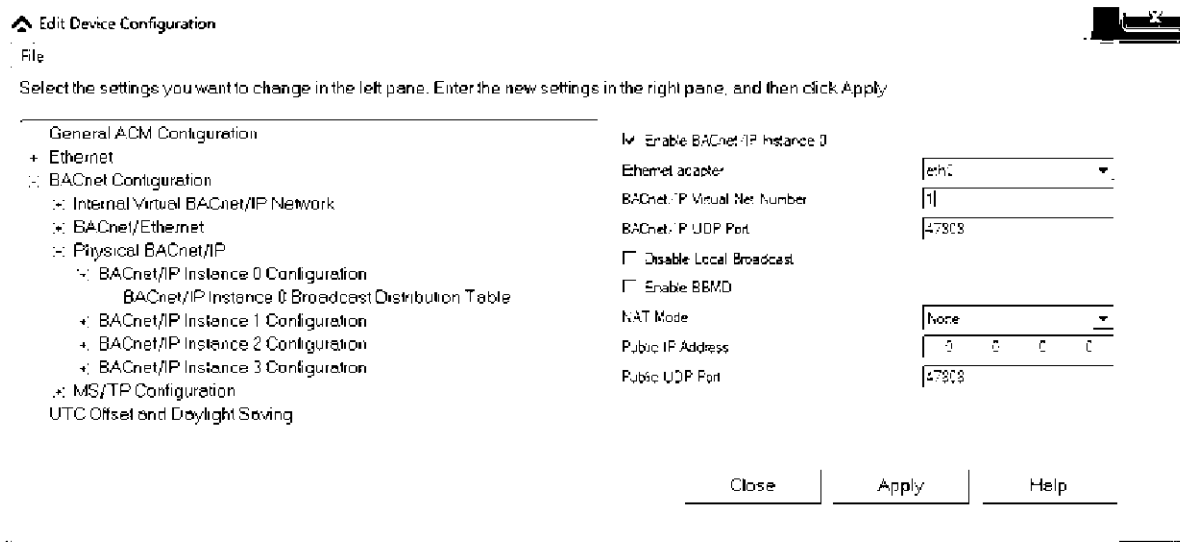 Edit Device Configuration
File
Select the settings you want to change in the left pane. Enter the new settings in the right pane, and then click Apply
General ACM Configuration
Ethernet
BACnet Configuration
Internal Virtual BACnet/IP Network
BACnet/Ethernet
Physical BACnet/IP
BACnet/IP Instance 0 Configuration
BACnet/IP Instance 0 Broadcast Distribution Table
BACnet/IP Instance 1 Configuration
BACnet/IP Instance 2 Configuration
BACnet/IP Instance 3 Configuration
MS/TP Configuration
UTC Offset and Daylight Saving
Enable BACnet/IP Instance 0
Ethernet adapter eth0
BACnet/IP Virtual Net Number 1
BACnet/IP UDP Port 47808
Disable Local Broadcast
Enable BBMD
NAT Mode None
Public IP Address 0 0 0 0
Public UDP Port 47808
Close Apply Help